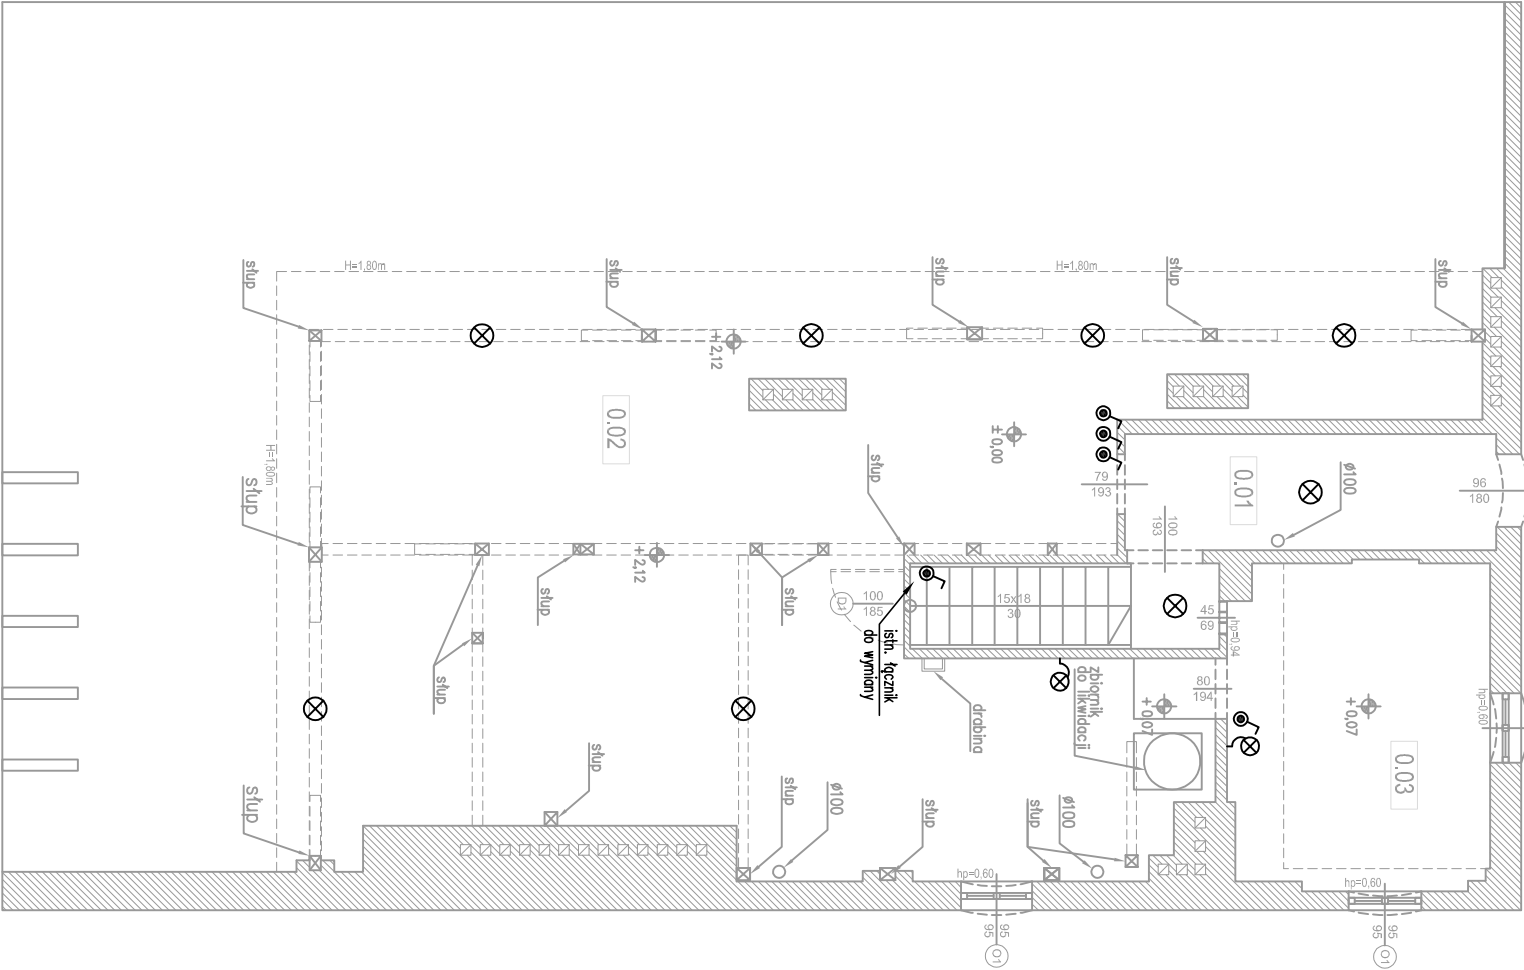 H=1,80m
H=1,80m
słup
słup
słup
słup
słup
+ 2,12
0.02
± 0,00
H=1,80m
słup
słup
79
193
0.01
ø100
96
180
100
193
+ 2,12
słup
słup
D1
100
185
15x18
30
45
69
hp=0,94
istn. łącznik
do wymiany
słup
drabina
zbiornik
do likwidacji
80
194
+ 0,07
+ 0,07
hp=0,60
0.03
słup
słup
słup
ø100
słup
słup
ø100
hp=0,60
hp=0,60
95
95
O1
95
95
O1